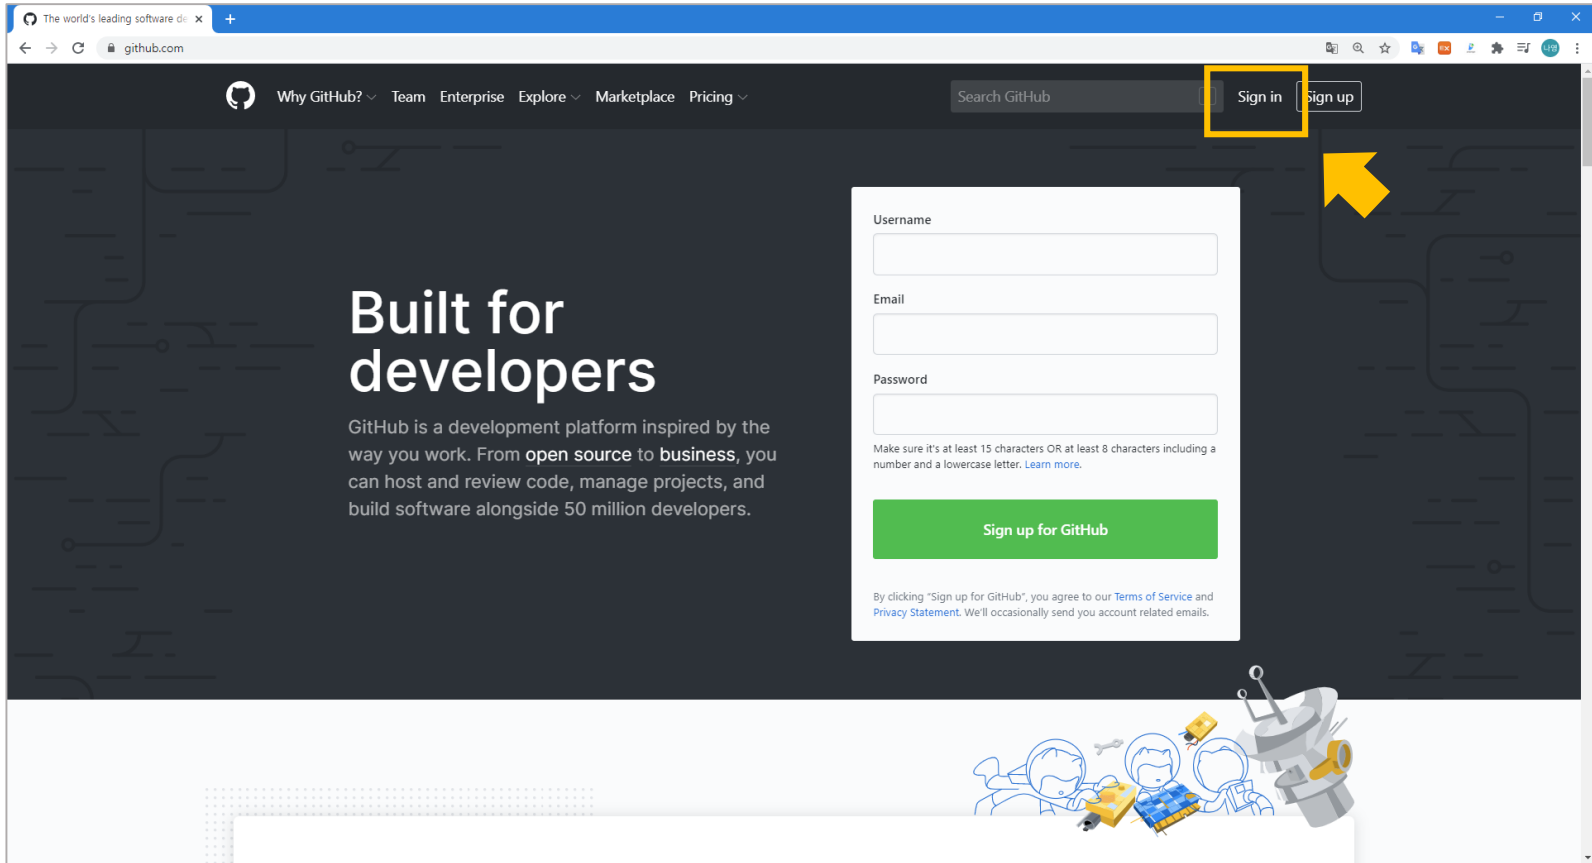 The world's leading software de
github.com
나영
Why GitHub? Team Enterprise Explore Marketplace Pricing Search GitHub Sign in Sign up
Built for
developers
GitHub is a development platform inspired by the
way you work. From open source to business, you
can host and review code, manage projects, and
build software alongside 50 million developers.
Username
Email
Password
Make sure it's at least 15 characters OR at least 8 characters including a
number and a lowercase letter. Learn more.
Sign up for GitHub
By clicking "Sign up for GitHub", you agree to our Terms of Service and
Privacy Statement. We'll occasionally send you account related emails.